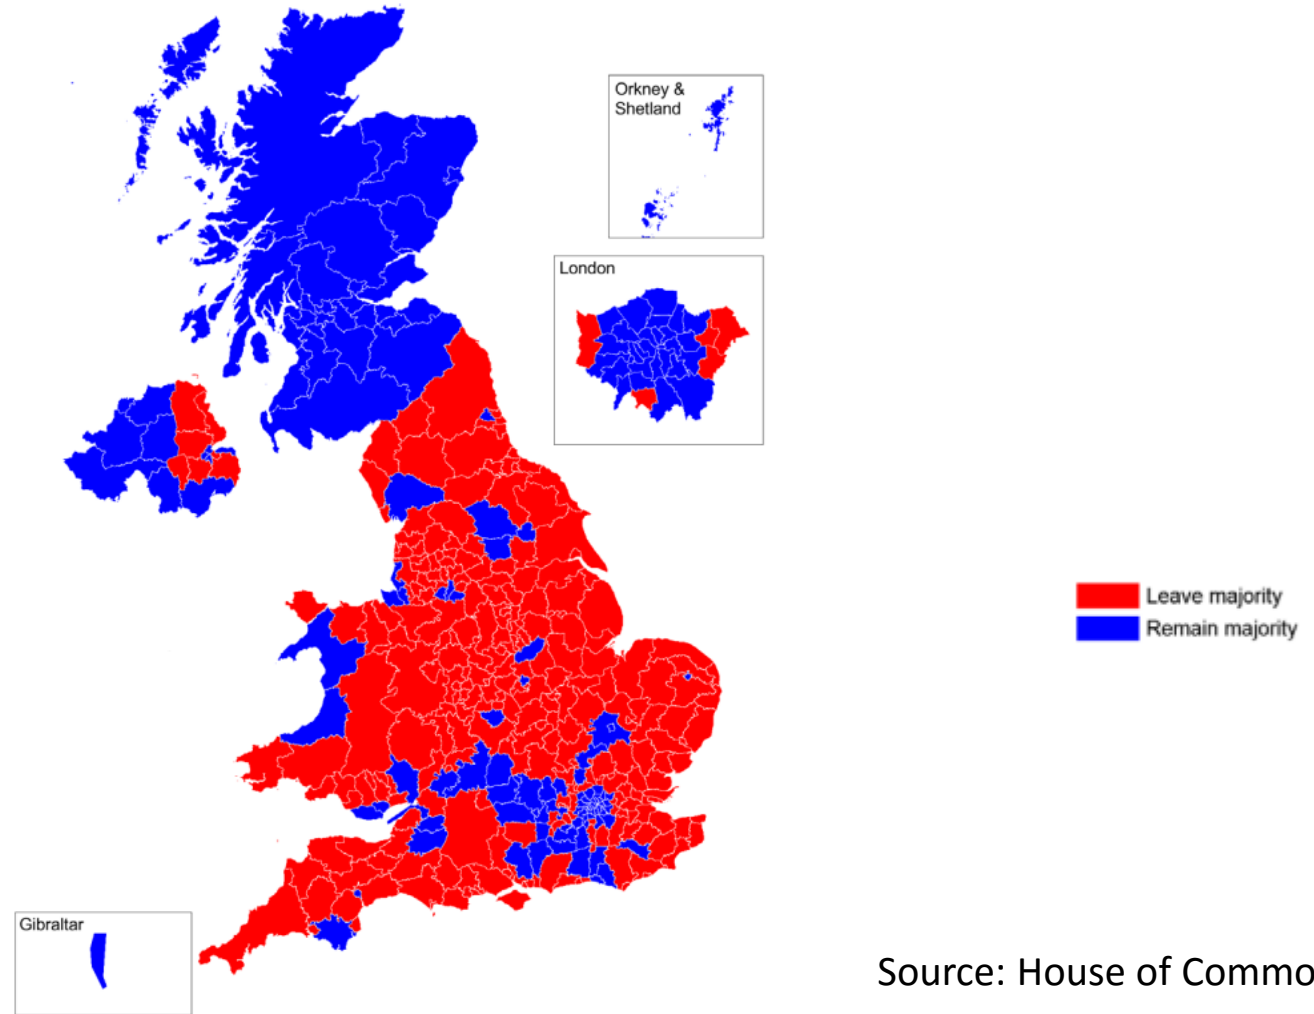 Orkney &
Shetland
London
Leave majority
Remain majority
Gibraltar
Source: House of Commo